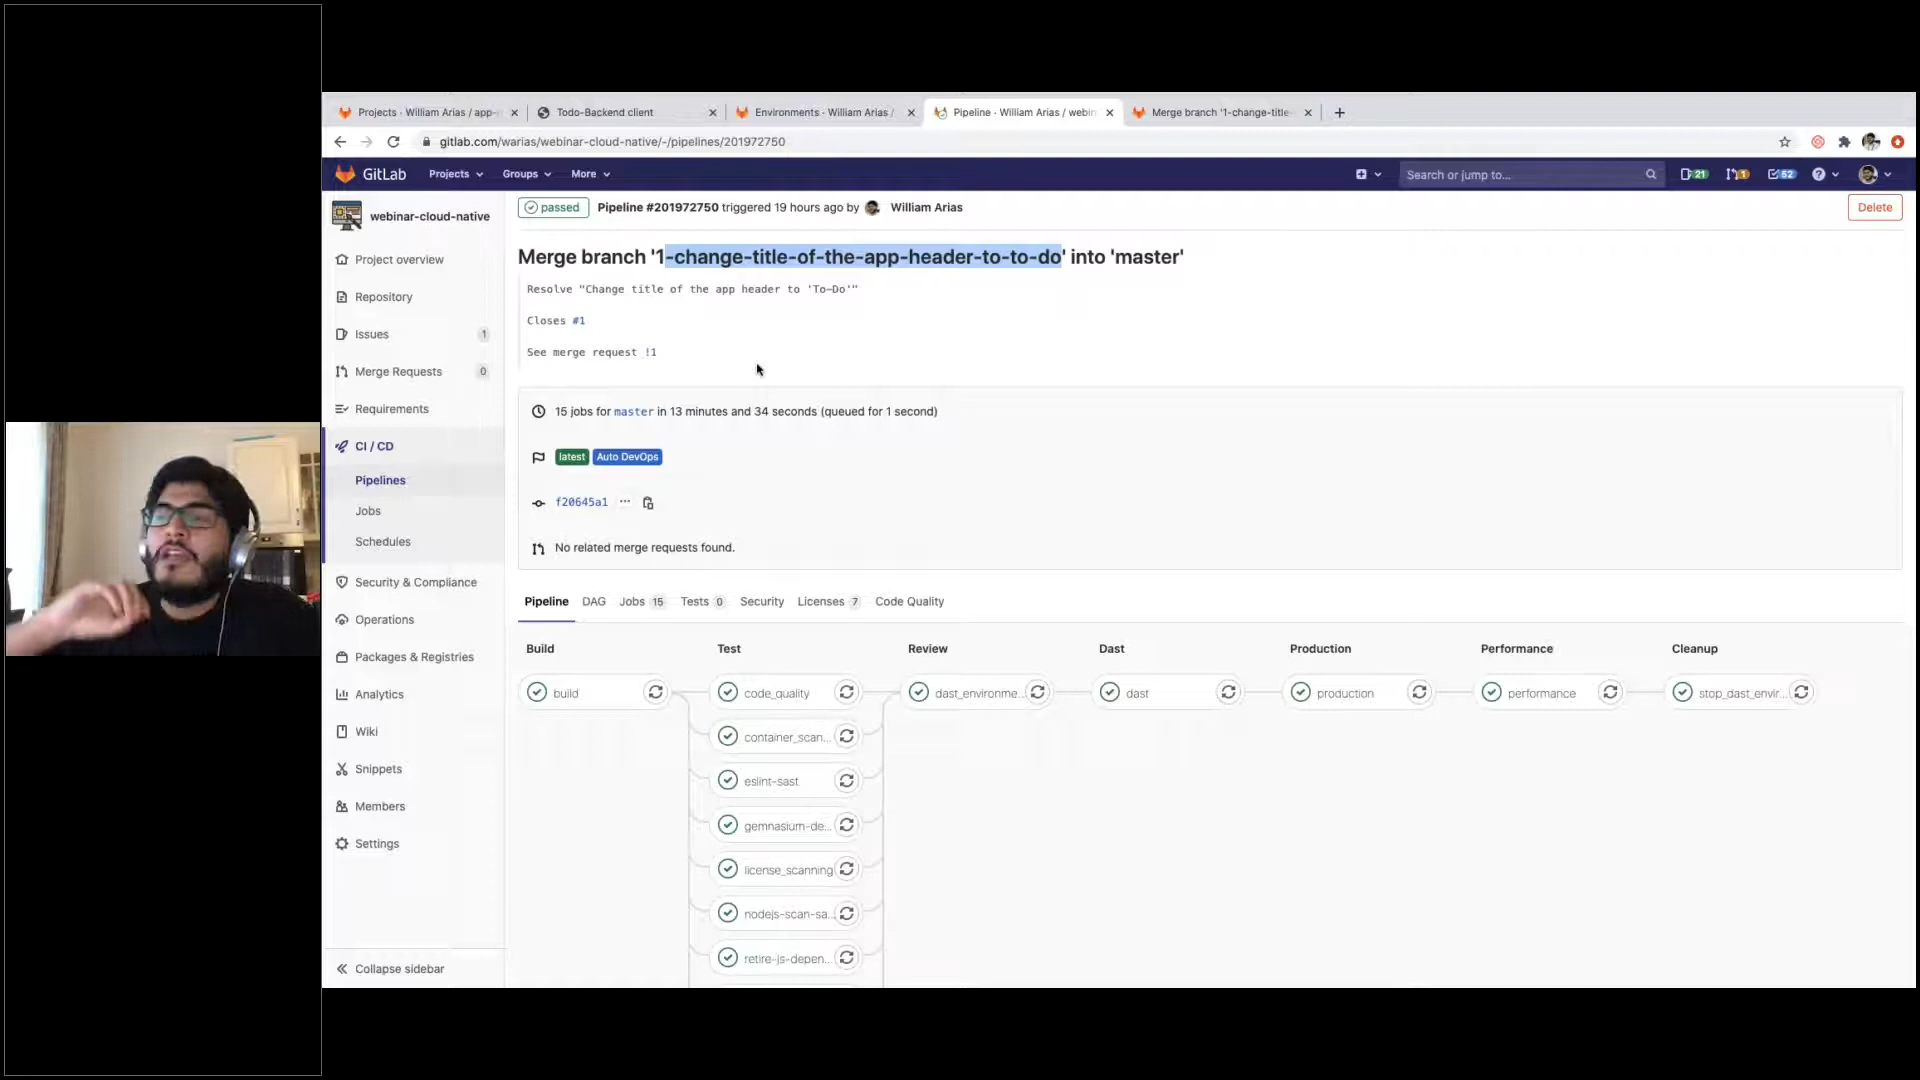 Projects · William Arias / app-
Todo-Backend client
Environments · William Arias /
Pipeline · William Arias / webin
Merge branch '1-change-title-
gitlab.com/warias/webinar-cloud-native/-/pipelines/201972750
GitLab
Projects
Groups
More
Search or jump to...
21
1
52
webinar-cloud-native
Project overview
Repository
Issues 1
Merge Requests 0
Requirements
CI / CD
Pipelines
Jobs
Schedules
Security & Compliance
Operations
Packages & Registries
Analytics
Wiki
Snippets
Members
Settings
Collapse sidebar
passed Pipeline #201972750 triggered 19 hours ago by William Arias
Delete
Merge branch '1-change-title-of-the-app-header-to-to-do' into 'master'
Resolve "Change title of the app header to 'To-Do'"
Closes #1
See merge request !1
15 jobs for master in 13 minutes and 34 seconds (queued for 1 second)
latest Auto DevOps
f20645a1 ...
No related merge requests found.
Pipeline DAG Jobs 15 Tests 0 Security Licenses 7 Code Quality
Build Test Review Dast Production Performance Cleanup
build code_quality dast_environme... dast production performance stop_dast_envir...
container_scan...
eslint-sast
gemnasium-de...
license_scanning
nodejs-scan-sa...
retire-js-depen...